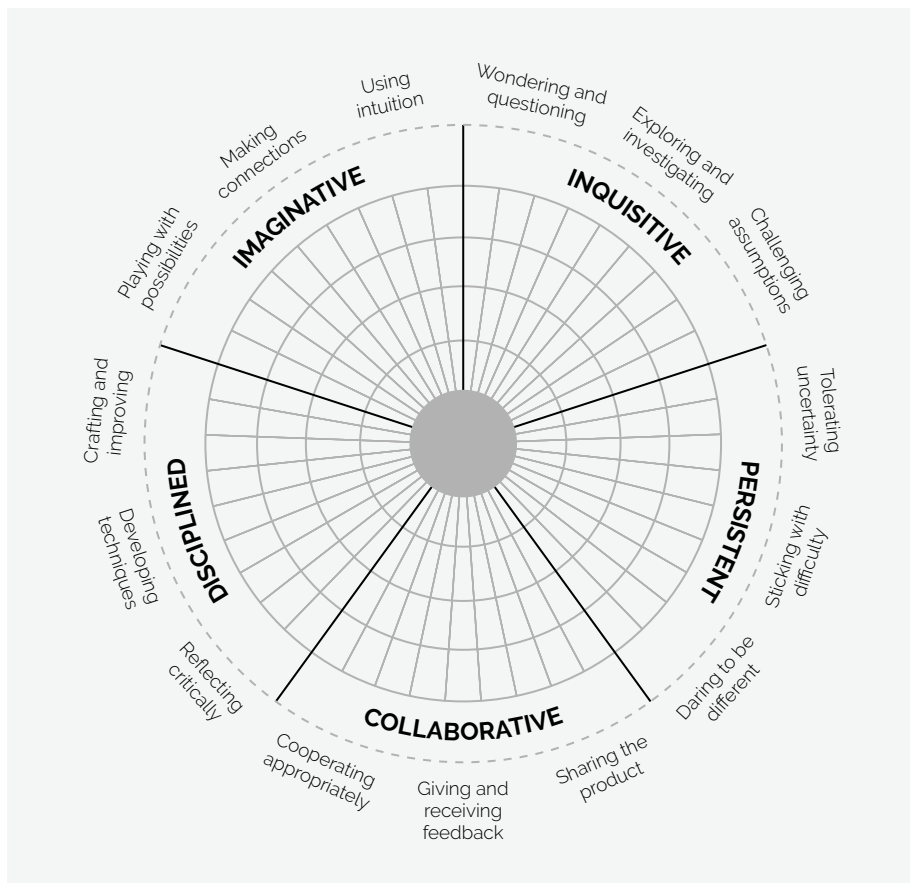 INQUISITIVE
Wondering and
questioning
Exploring and
investigating
Challenging
assumptions
PERSISTENT
Tolerating
uncertainty
Sticking with
difficulty
Daring to be
different
COLLABORATIVE
Sharing the
product
Giving and
receiving
feedback
Cooperating
appropriately
DISCIPLINED
Reflecting
critically
Developing
techniques
Crafting and
improving
IMAGINATIVE
Playing with
possibilities
Making
connections
Using
intuition